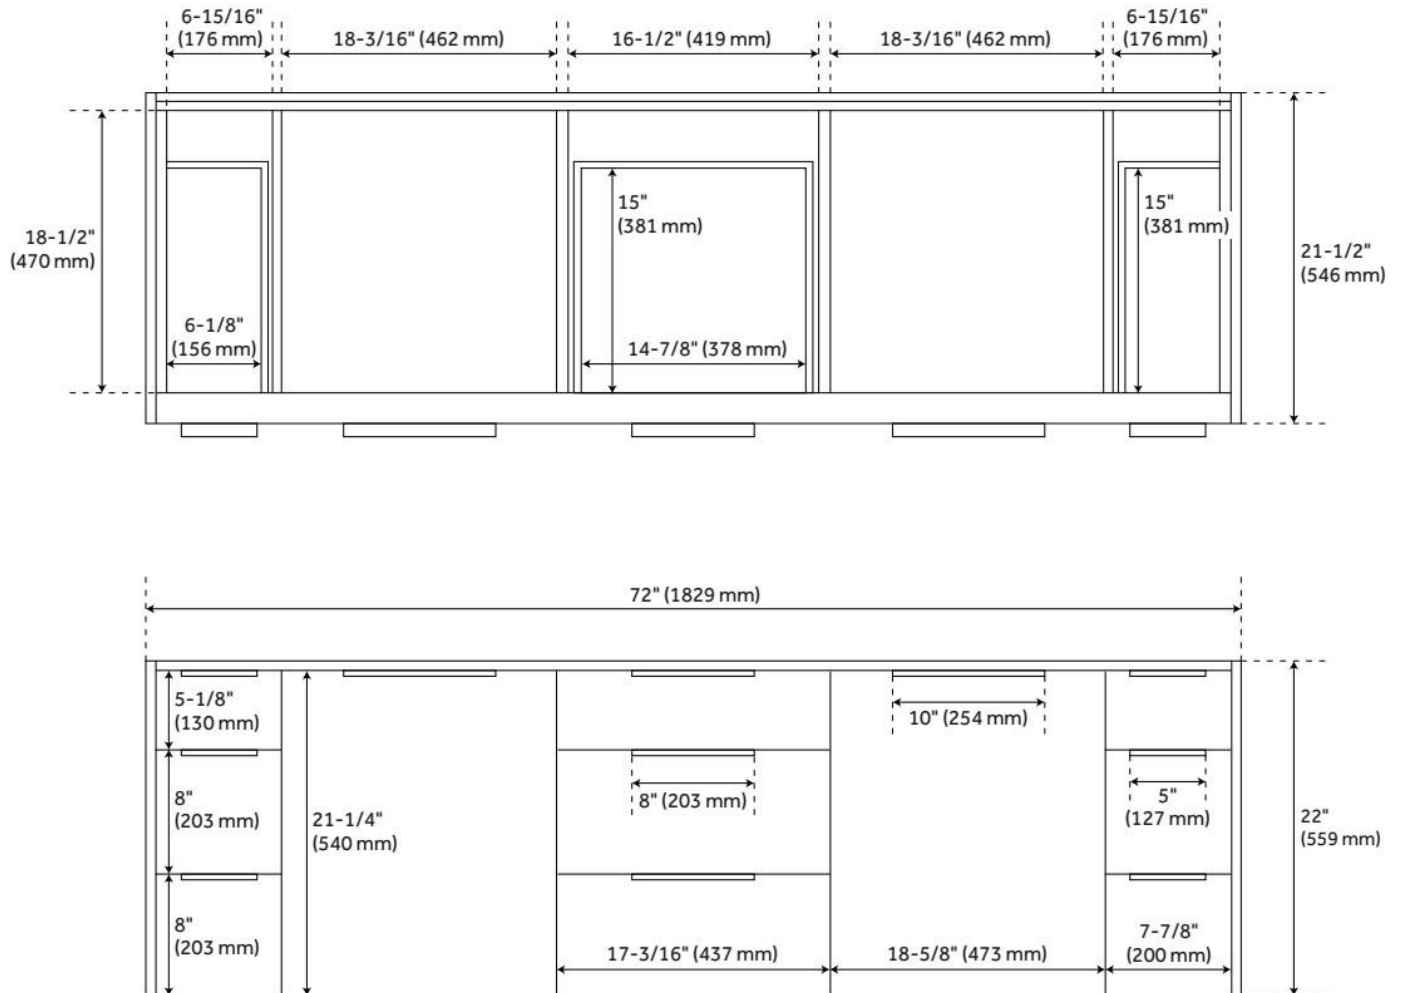 6-15/16"
(176 mm)
18-3/16" (462 mm)
16-1/2" (419 mm)
18-3/16" (462 mm)
6-15/16"
(176 mm)
15"
(381 mm)
15"
(381 mm)
18-1/2"
(470 mm)
21-1/2"
(546 mm)
6-1/8"
(156 mm)
14-7/8" (378 mm)
72" (1829 mm)
5-1/8"
(130 mm)
10" (254 mm)
8"
(203 mm)
8" (203 mm)
5"
(127 mm)
21-1/4"
(540 mm)
22"
(559 mm)
8"
(203 mm)
17-3/16" (437 mm)
18-5/8" (473 mm)
7-7/8"
(200 mm)